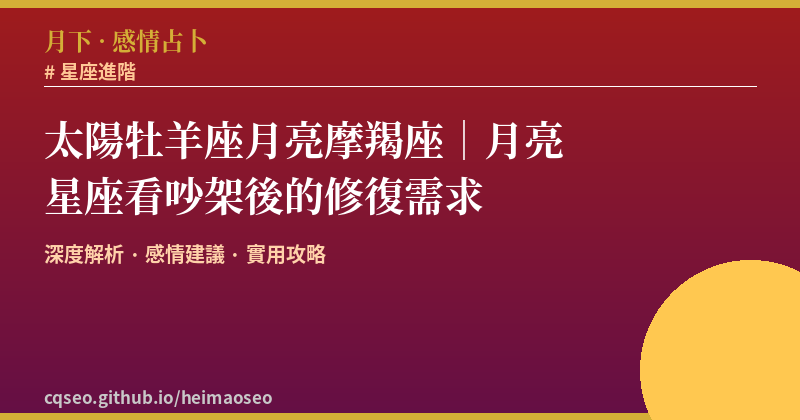 月下 · 感情占卜
# 星座進階
太陽牡羊座月亮摩羯座｜月亮
星座看吵架後的修復需求
深度解析 · 感情建議 · 實用攻略
cqseo.github.io/heimaoseo